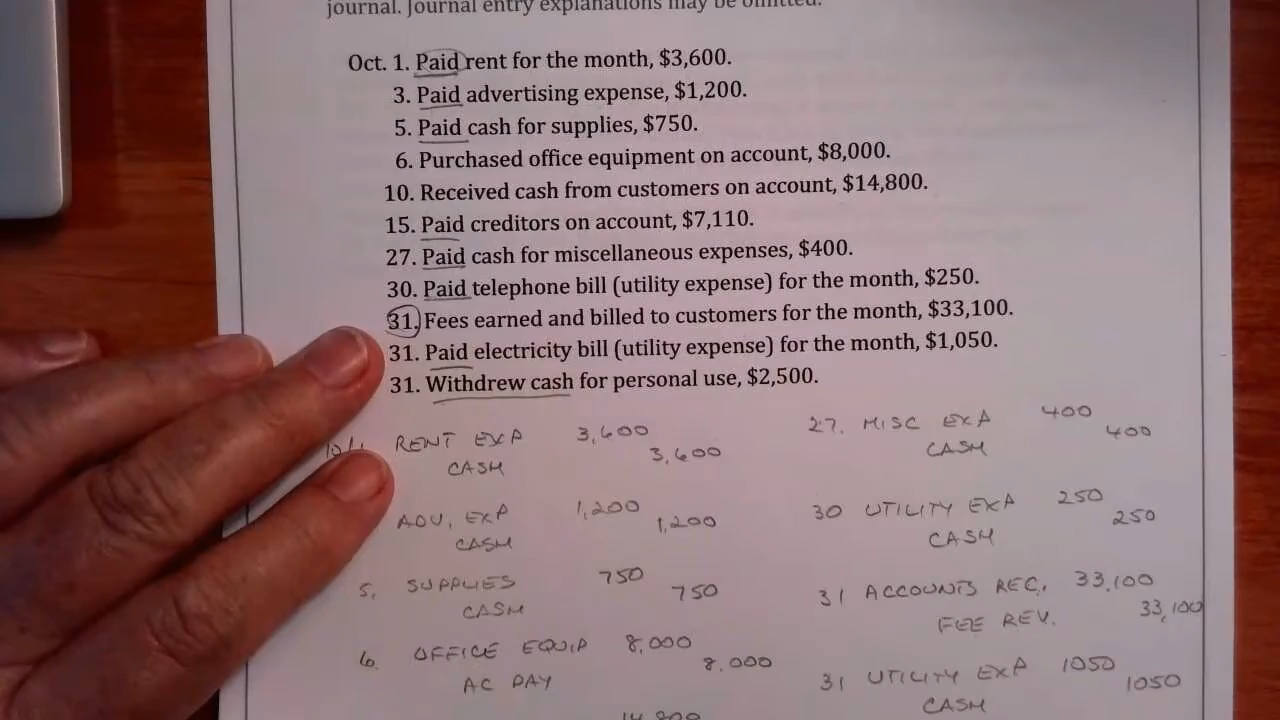 journal. Journal entry explanations may be omitted.
Oct. 1. Paid rent for the month, $3,600.
3. Paid advertising expense, $1,200.
5. Paid cash for supplies, $750.
6. Purchased office equipment on account, $8,000.
10. Received cash from customers on account, $14,800.
15. Paid creditors on account, $7,110.
27. Paid cash for miscellaneous expenses, $400.
30. Paid telephone bill (utility expense) for the month, $250.
31. Fees earned and billed to customers for the month, $33,100.
31. Paid electricity bill (utility expense) for the month, $1,050.
31. Withdrew cash for personal use, $2,500.
RENT EXP 3,600
CASH 3,600
ADV. EXP 1,200
CASH 1,200
5. SUPPLIES 750
CASH 750
6. OFFICE EQUIP 8,000
AC PAY 8,000
14,800
27. MISC EXP 400
CASH 400
30 UTILITY EXP 250
CASH 250
31 ACCOUNTS REC. 33,100
FEE REV. 33,100
31 UTILITY EXP 1050
CASH 1050